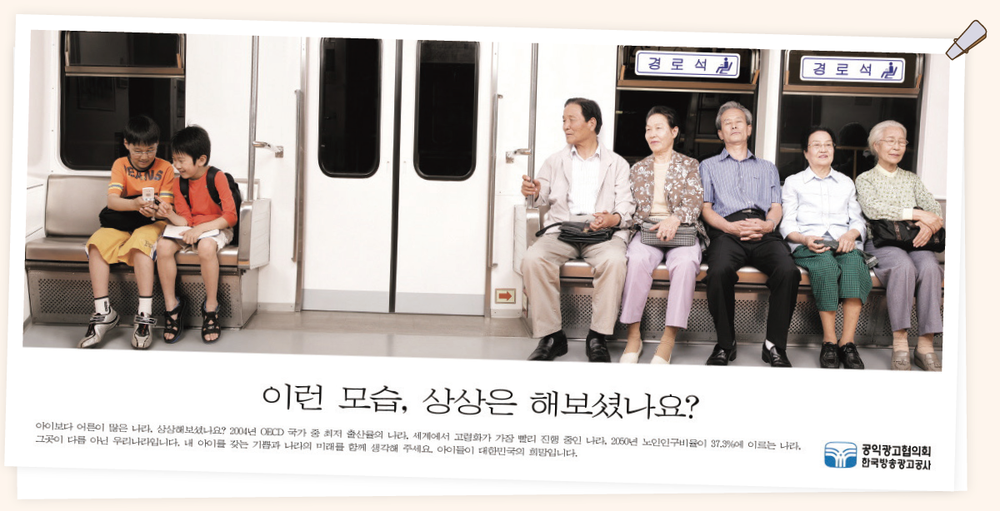 경 로 석
경 로 석
JEANS
이런 모습, 상상은 해보셨나요?
아이보다 어른이 많은 나라, 상상해보셨나요? 2004년 OECD 국가 중 최저 출산율의 나라, 세계에서 고령화가 가장 빨리 진행 중인 나라, 2050년 노인인구비율이 37.3%에 이르는 나라,
그곳이 다름 아닌 우리나라입니다. 내 아이를 갖는 기쁨과 나라의 미래를 함께 생각해 주세요. 아이들이 대한민국의 희망입니다.
공익광고협의회
한국방송광고공사